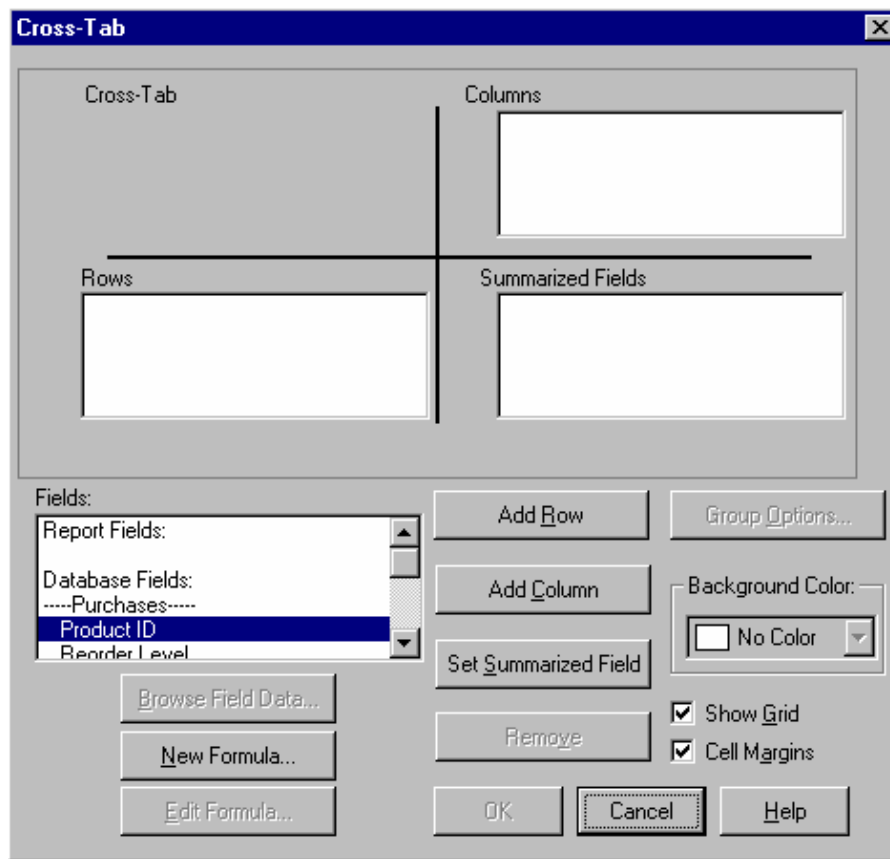 Cross-Tab
Cross-Tab
Columns
Rows
Summarized Fields
Fields:
Report Fields:
Database Fields:
-----Purchases-----
Product ID
Reorder Level
Add Row
Group Options...
Add Column
Background Color:
No Color
Set Summarized Field
Browse Field Data...
Show Grid
Remove
New Formula...
Cell Margins
Edit Formula...
OK
Cancel
Help